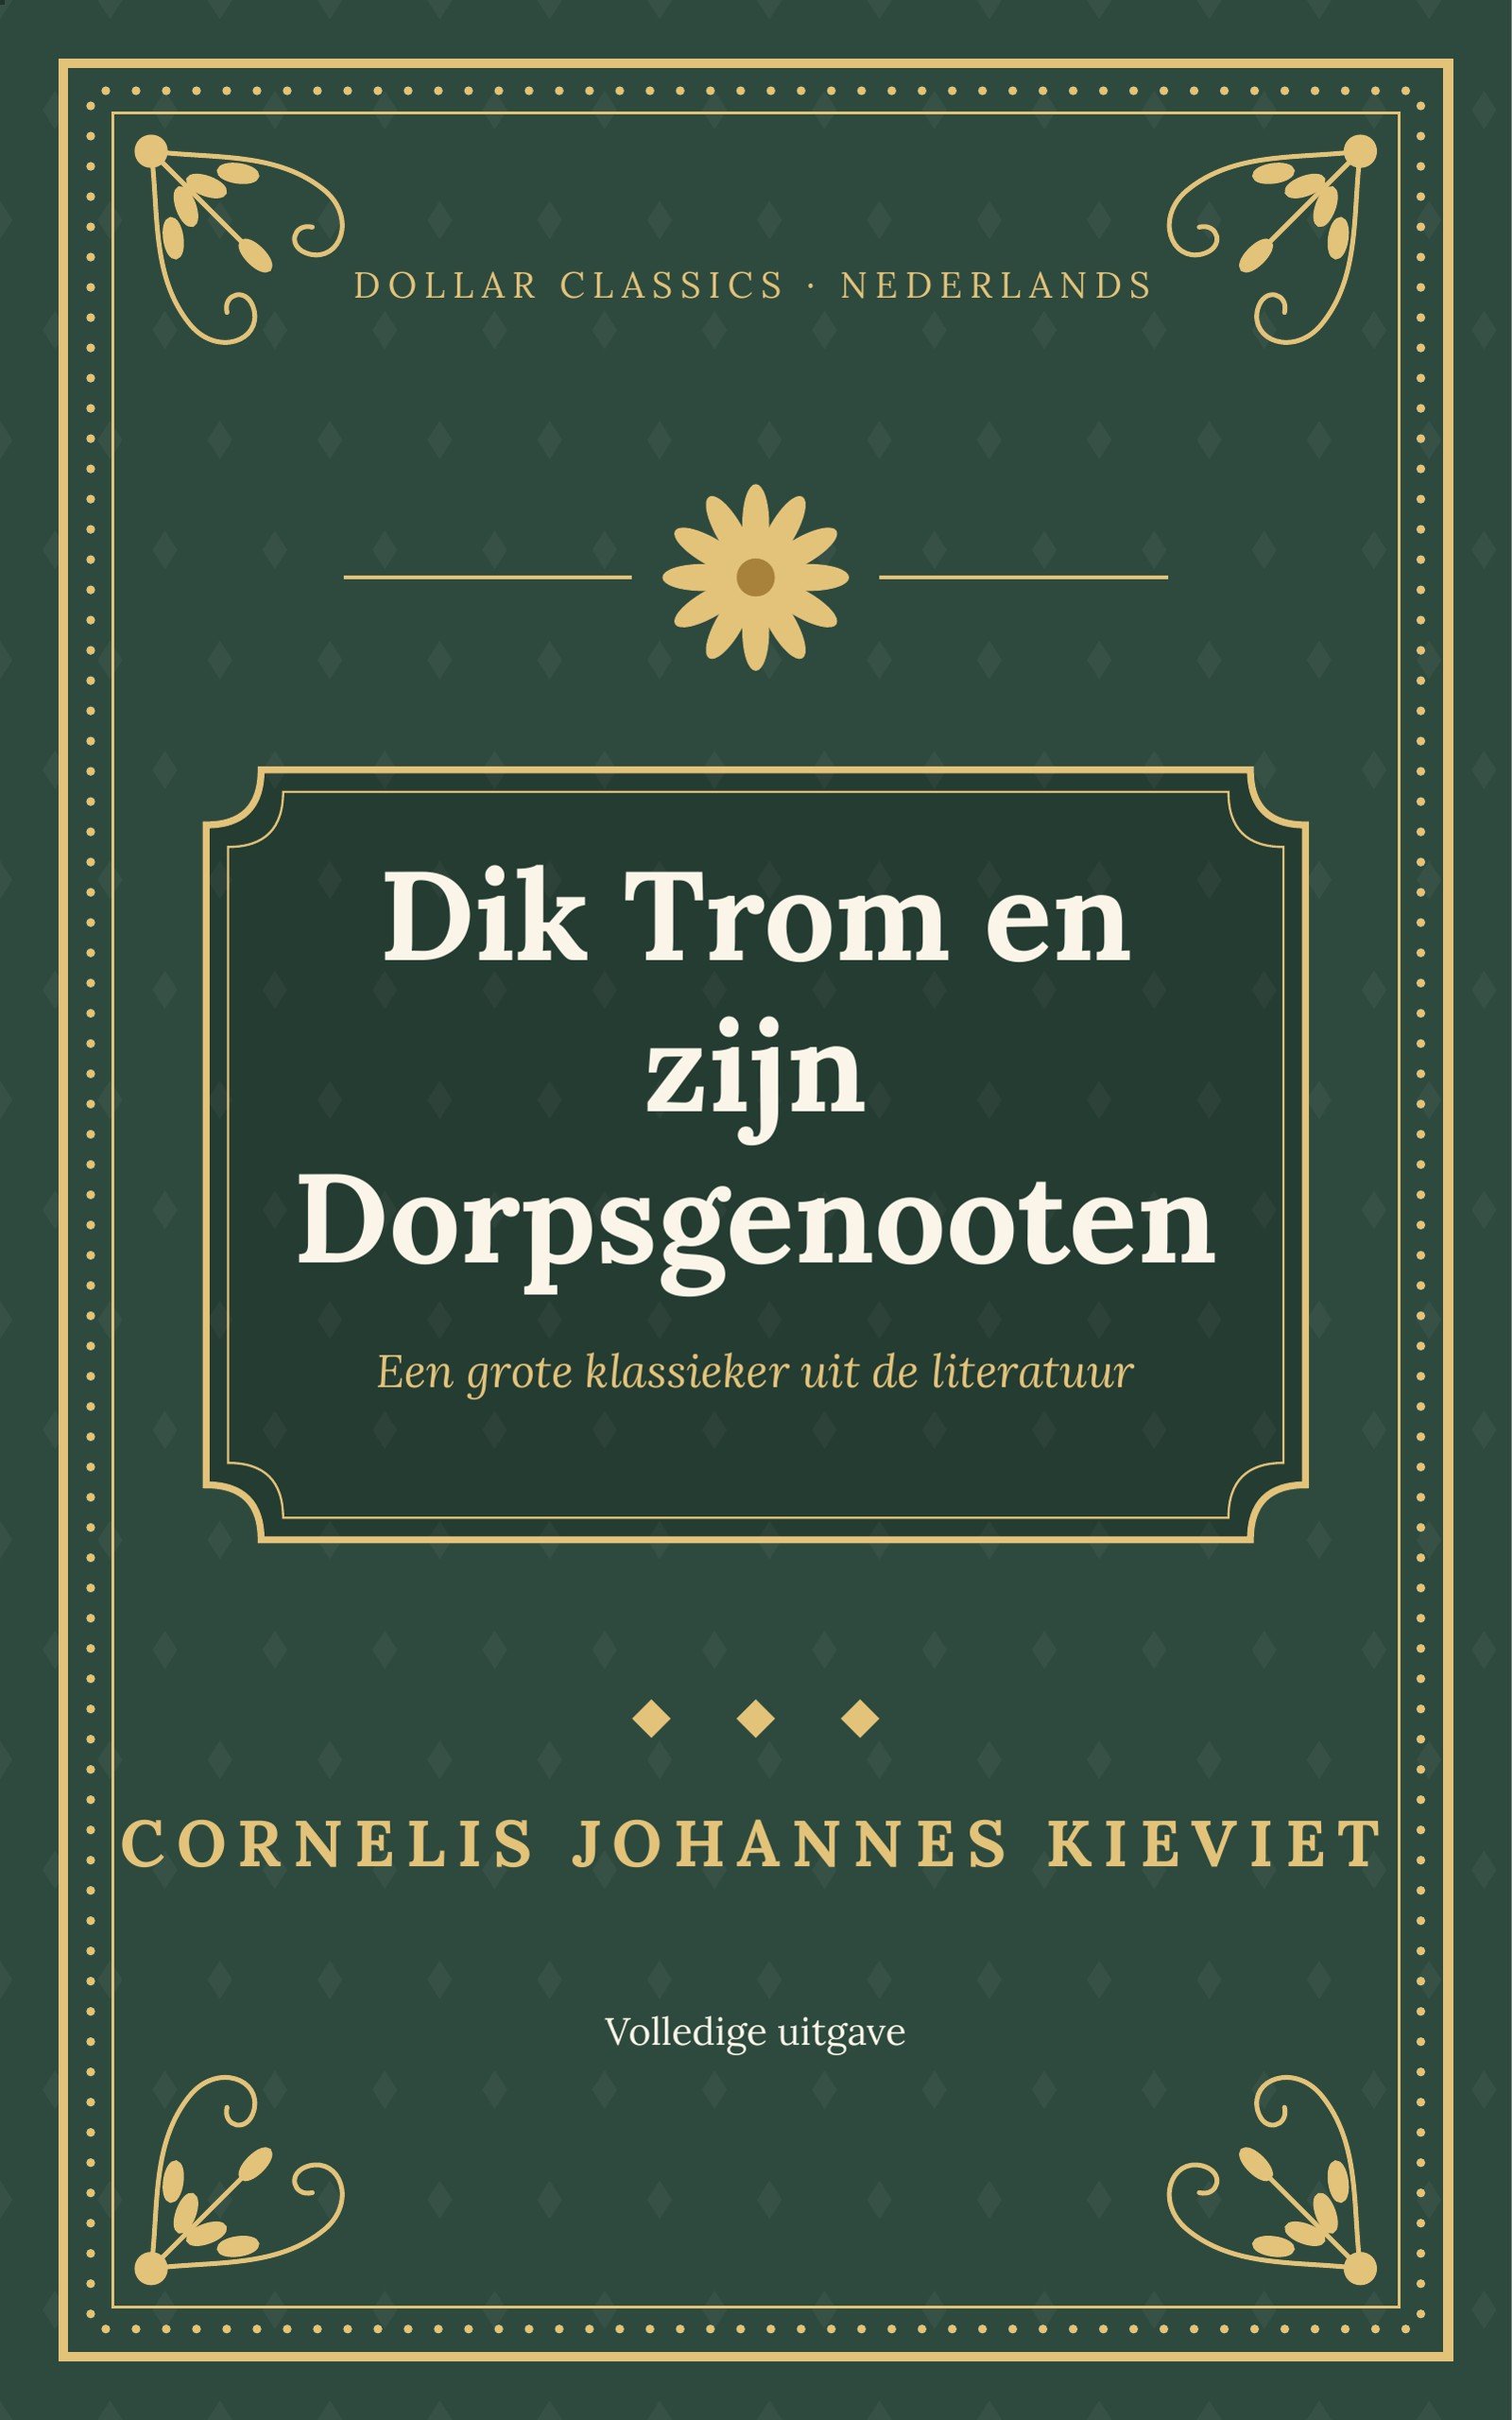 DOLLAR CLASSICS · NEDERLANDS
Dik Trom en
zijn
Dorpsgenooten
Een grote klassieker uit de literatuur
CORNELIS JOHANNES KIEVIET
Volledige uitgave